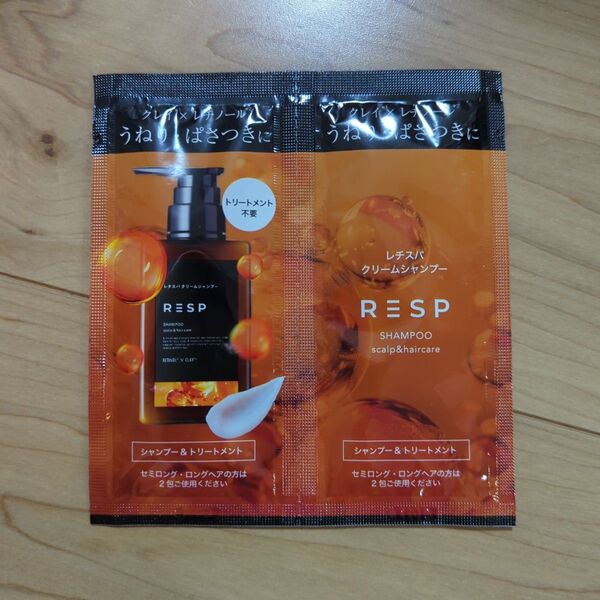 クレイ×レチノール
うねり、ぱさつきに
トリートメント
不要
レチスパ クリームシャンプー
RESP
SHAMPOO
scalp&haircare
シャンプー&トリートメント
セミロング・ロングヘアの方は
2包ご使用ください
クレイ×レチノール
うねり、ぱさつきに
レチスパ
クリームシャンプー
RESP
SHAMPOO
scalp&haircare
シャンプー&トリートメント
セミロング・ロングヘアの方は
2包ご使用ください